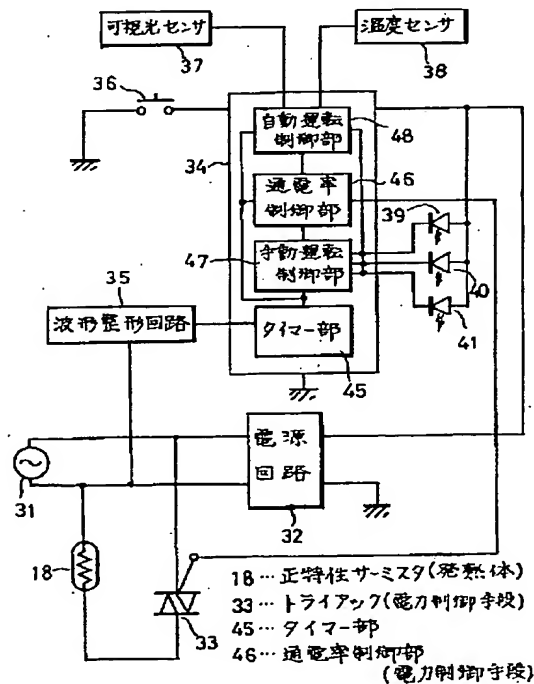 可視光センサ
37
温度センサ
38
36
34
自動運転
制御部
48
通電率
制御部
46
39
47
手動運転
制御部
40
41
35
波形整形回路
タイマー部
45
31
電源
回路
32
18
33
18…正特性サーミスタ(発熱体)
33…トライアック(電力制御手段)
45…タイマー部
46…通電率制御部
(電力制御手段)